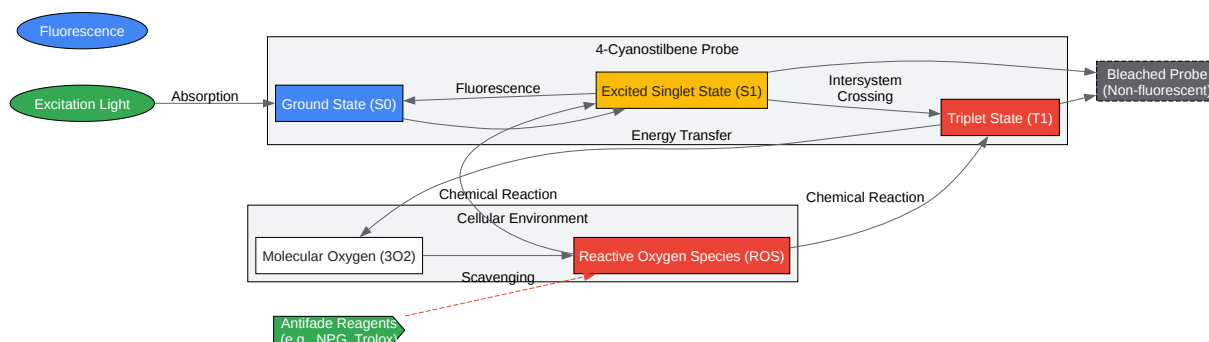 Fluorescence
4-Cyanostilbene Probe
Excitation Light
Absorption
Ground State (S0)
Fluorescence
Excited Singlet State (S1)
Intersystem
Crossing
Triplet State (T1)
Bleached Probe
(Non-fluorescent)
Energy Transfer
Chemical Reaction
Chemical Reaction
Cellular Environment
Molecular Oxygen (3O2)
Reactive Oxygen Species (ROS)
Scavenging
Antifade Reagents
(e.g., NPG, Trolox)